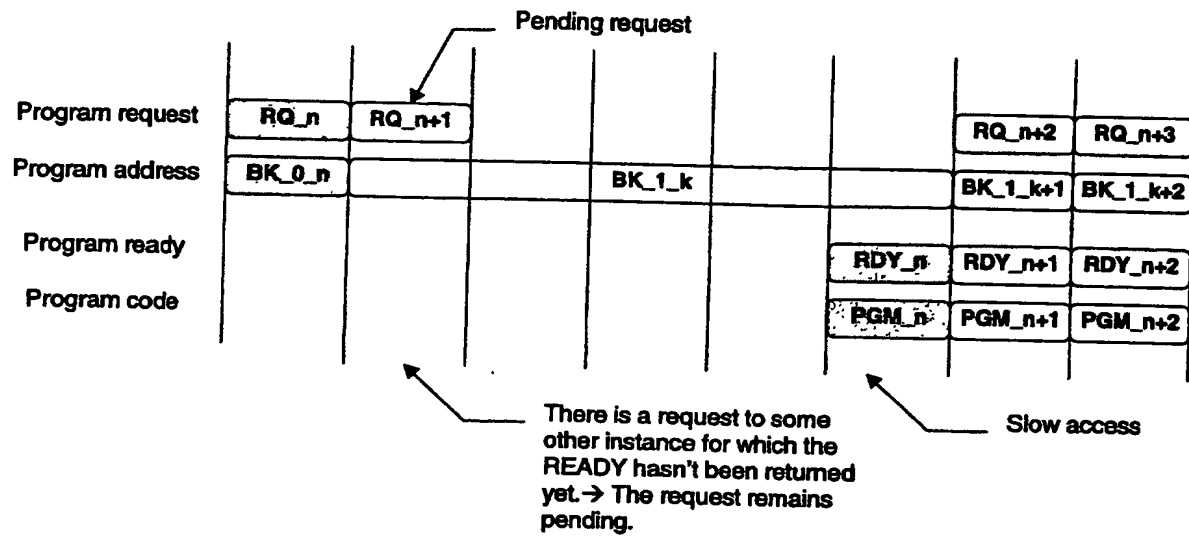 Pending request
Program request RQ_n RQ_n+1 RQ_n+2 RQ_n+3
Program address BK_0_n BK_1_k BK_1_k+1 BK_1_k+2
Program ready RDY_n RDY_n+1 RDY_n+2
Program code PGM_n PGM_n+1 PGM_n+2
There is a request to some
other instance for which the
READY hasn't been returned
yet.→ The request remains
pending.
Slow access